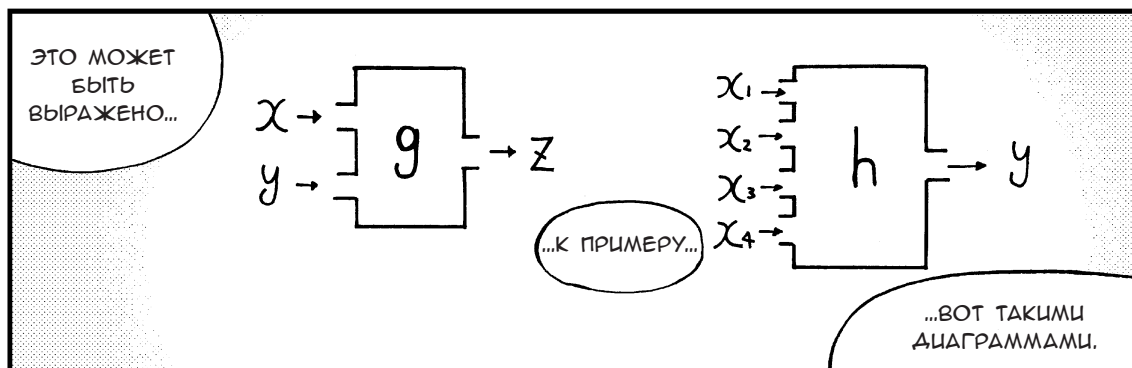 ЭТО МОЖЕТ
БЫТЬ
ВЫРАЖЕНО...
x → g → z
y →
...К ПРИМЕРУ...
x₁ →
x₂ →
h → y
x₃ →
x₄ →
...ВОТ ТАКИМИ
ДИАГРАММАМИ.